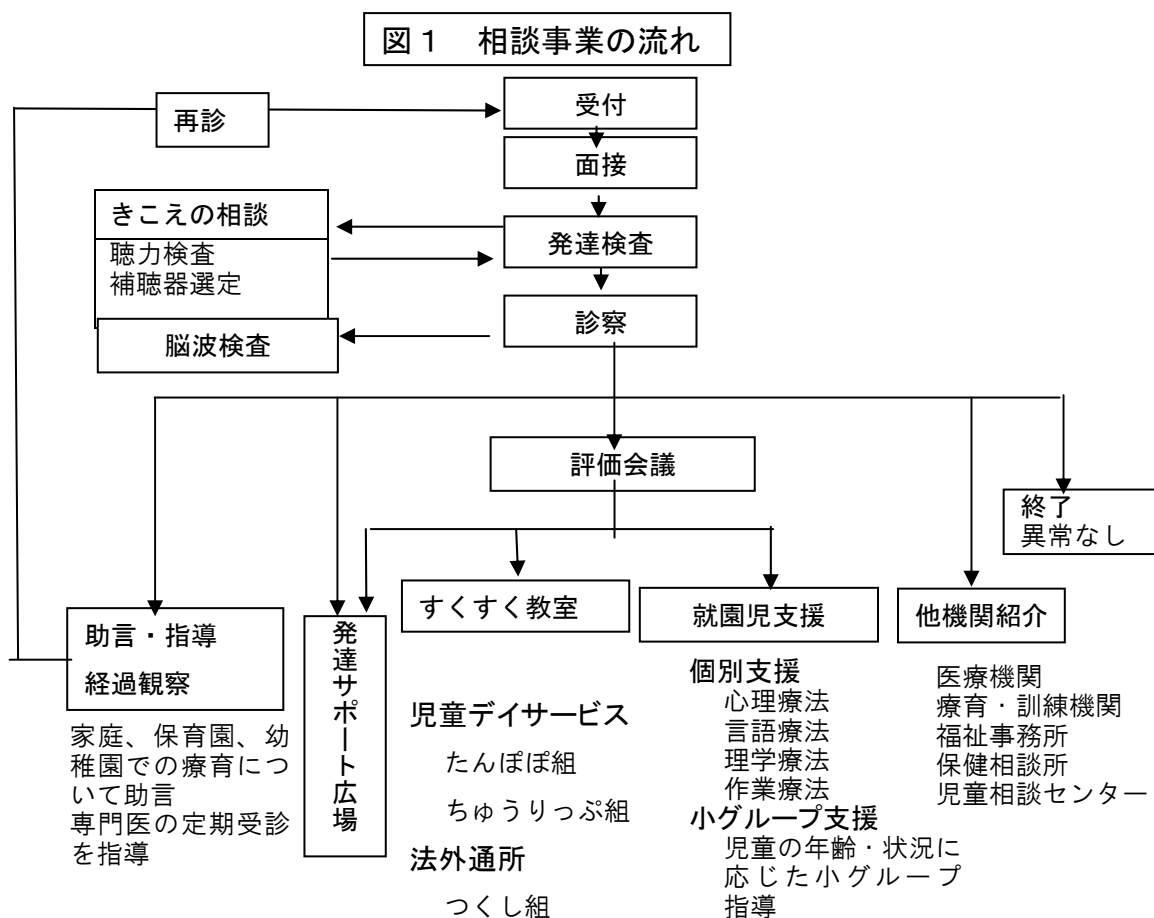 図1 相談事業の流れ
受付
再診
面接
きこえの相談
聴力検査
補聴器選定
発達検査
診察
脳波検査
評価会議
終了
異常なし
助言・指導
経過観察
家庭、保育園、幼
稚園での療育につ
いて助言
専門医の定期受診
を指導
発達サポート広場
すくすく教室
児童デイサービス
たんぽぽ組
ちゅうりっぷ組
法外通所
つくし組
就園児支援
個別支援
心理療法
言語療法
理学療法
作業療法
小グループ支援
児童の年齢・状況に
応じた小グループ
指導
他機関紹介
医療機関
療育・訓練機関
福祉事務所
保健相談所
児童相談センター